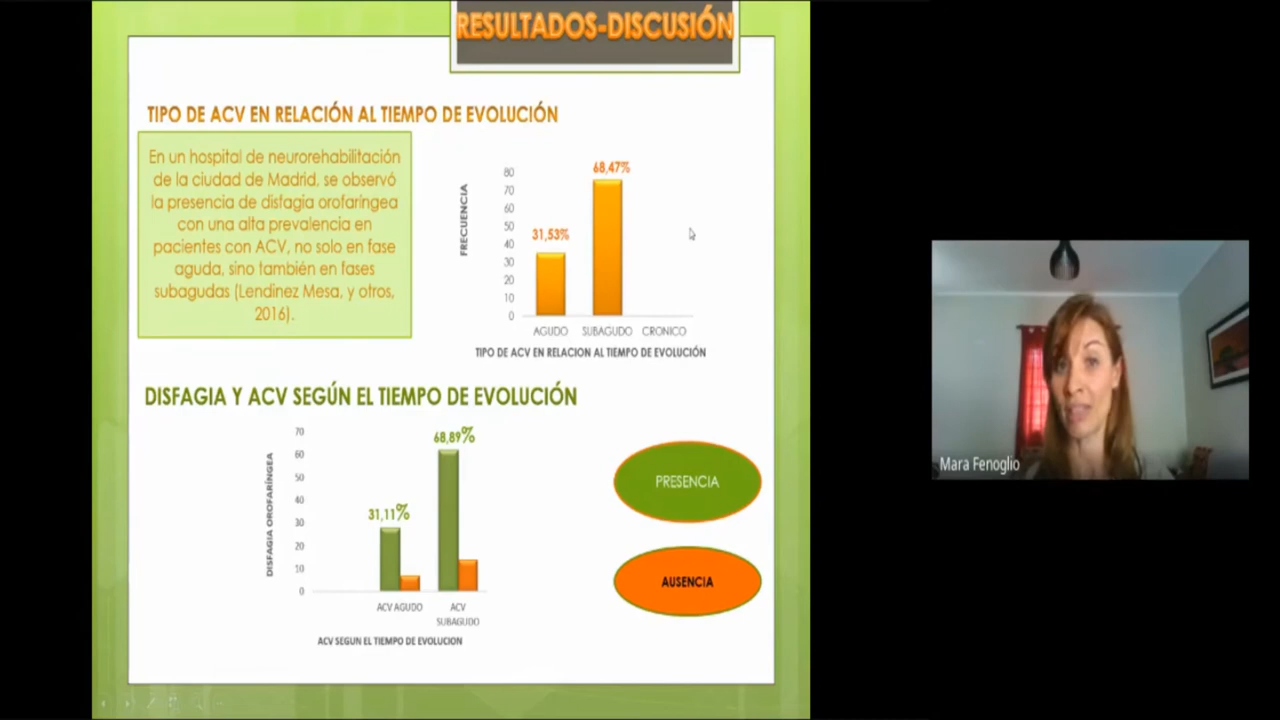 RESULTADOS-DISCUSIÓN
TIPO DE ACV EN RELACIÓN AL TIEMPO DE EVOLUCIÓN
En un hospital de neurorehabilitación
de la ciudad de Madrid, se observó
la presencia de disfagia orofaríngea
con una alta prevalencia en
pacientes con ACV, no solo en fase
aguda, sino también en fases
subagudas (Lendinez Mesa, y otros,
2016).
FRECUENCIA
80
70
60
50
40
30
20
10
0
31,53%
68,47%
AGUDO SUBAGUDO CRONICO
TIPO DE ACV EN RELACION AL TIEMPO DE EVOLUCIÓN
DISFAGIA Y ACV SEGÚN EL TIEMPO DE EVOLUCIÓN
DISFAGIA OROFARÍNGEA
70
60
50
40
30
20
10
0
31,11%
68,89%
ACV AGUDO
ACV
SUBAGUDO
ACV SEGUN EL TIEMPO DE EVOLUCION
PRESENCIA
AUSENCIA
Mara Fenoglio